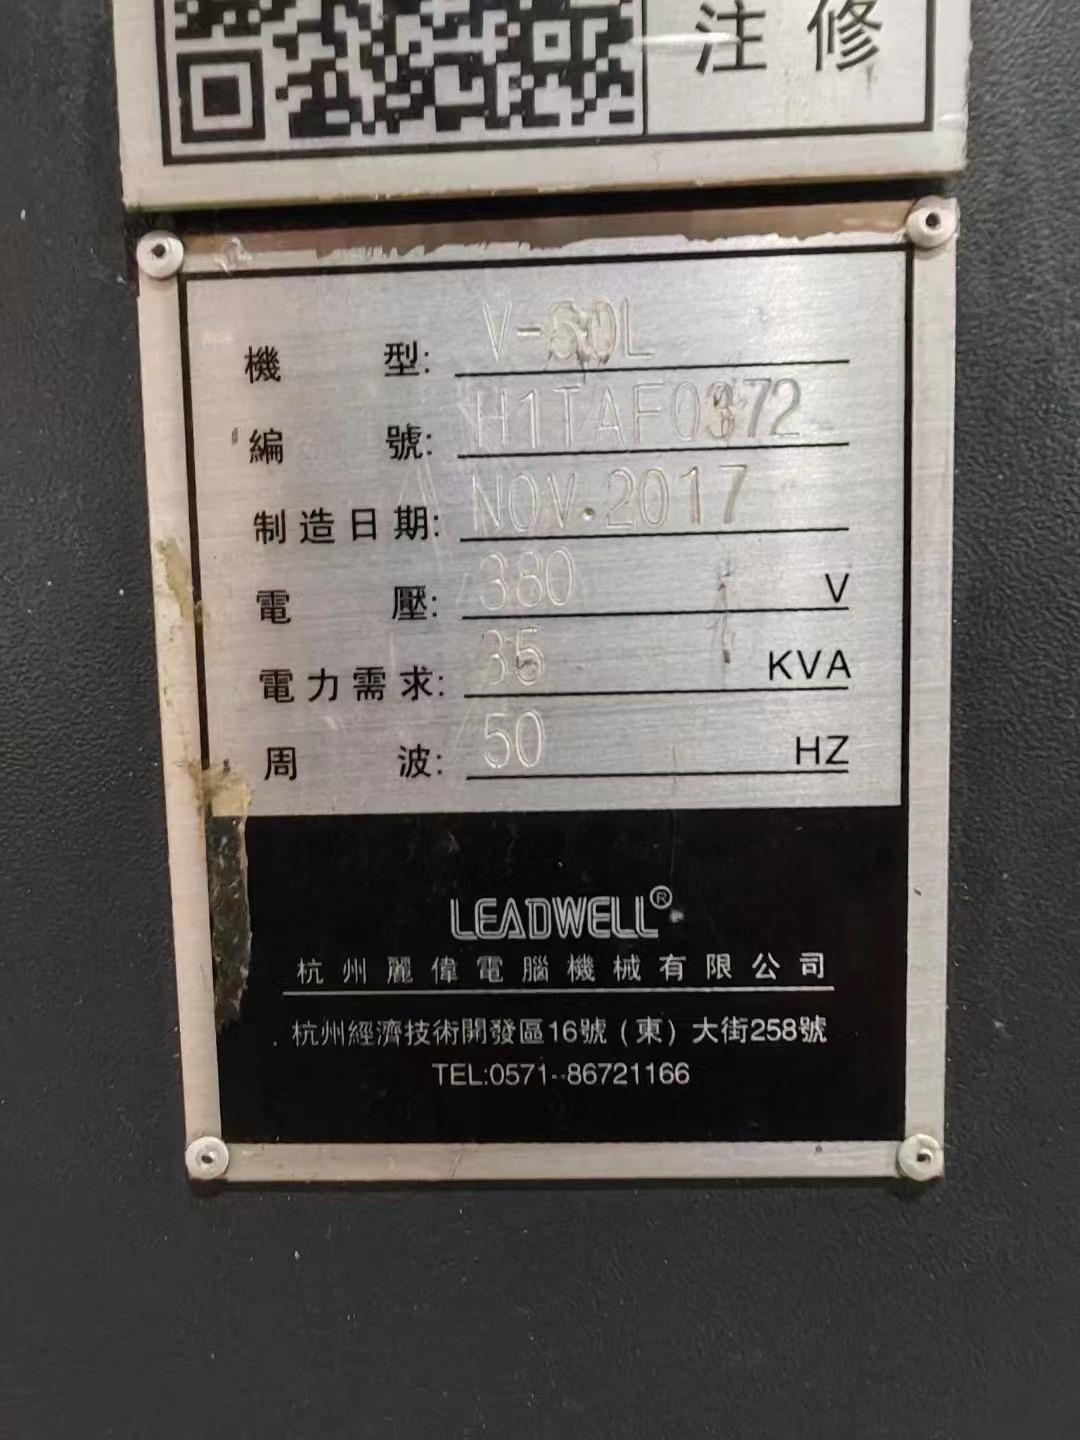 注修
機型: V-60L
編號: H1TAF0372
制造日期: NOV.2017
電壓: 380 V
電力需求: 35 KVA
周波: 50 HZ
LEADWELL®
杭州麗偉電腦機械有限公司
杭州經濟技術開發區16號(東)大街258號
TEL:0571--86721166